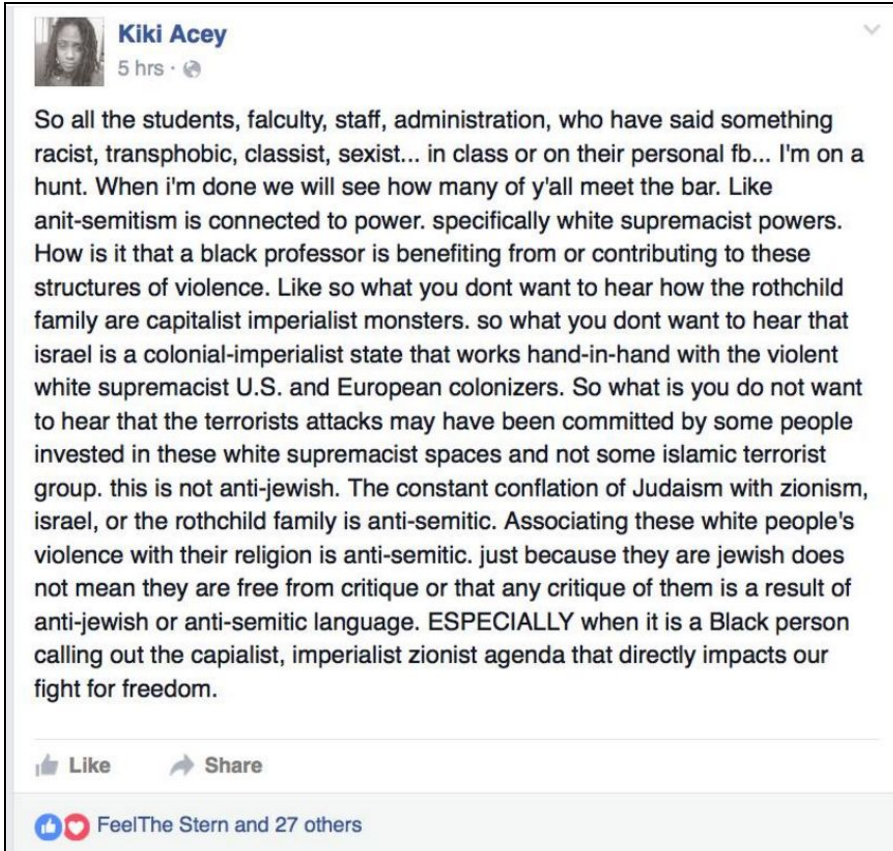 Kiki Acey
5 hrs ·
So all the students, falculty, staff, administration, who have said something
racist, transphobic, classist, sexist... in class or on their personal fb... I'm on a
hunt. When i'm done we will see how many of y'all meet the bar. Like
anit-semitism is connected to power. specifically white supremacist powers.
How is it that a black professor is benefiting from or contributing to these
structures of violence. Like so what you dont want to hear how the rothchild
family are capitalist imperialist monsters. so what you dont want to hear that
israel is a colonial-imperialist state that works hand-in-hand with the violent
white supremacist U.S. and European colonizers. So what is you do not want
to hear that the terrorists attacks may have been committed by some people
invested in these white supremacist spaces and not some islamic terrorist
group. this is not anti-jewish. The constant conflation of Judaism with zionism,
israel, or the rothchild family is anti-semitic. Associating these white people's
violence with their religion is anti-semitic. just because they are jewish does
not mean they are free from critique or that any critique of them is a result of
anti-jewish or anti-semitic language. ESPECIALLY when it is a Black person
calling out the capialist, imperialist zionist agenda that directly impacts our
fight for freedom.
Like Share
FeelThe Stern and 27 others